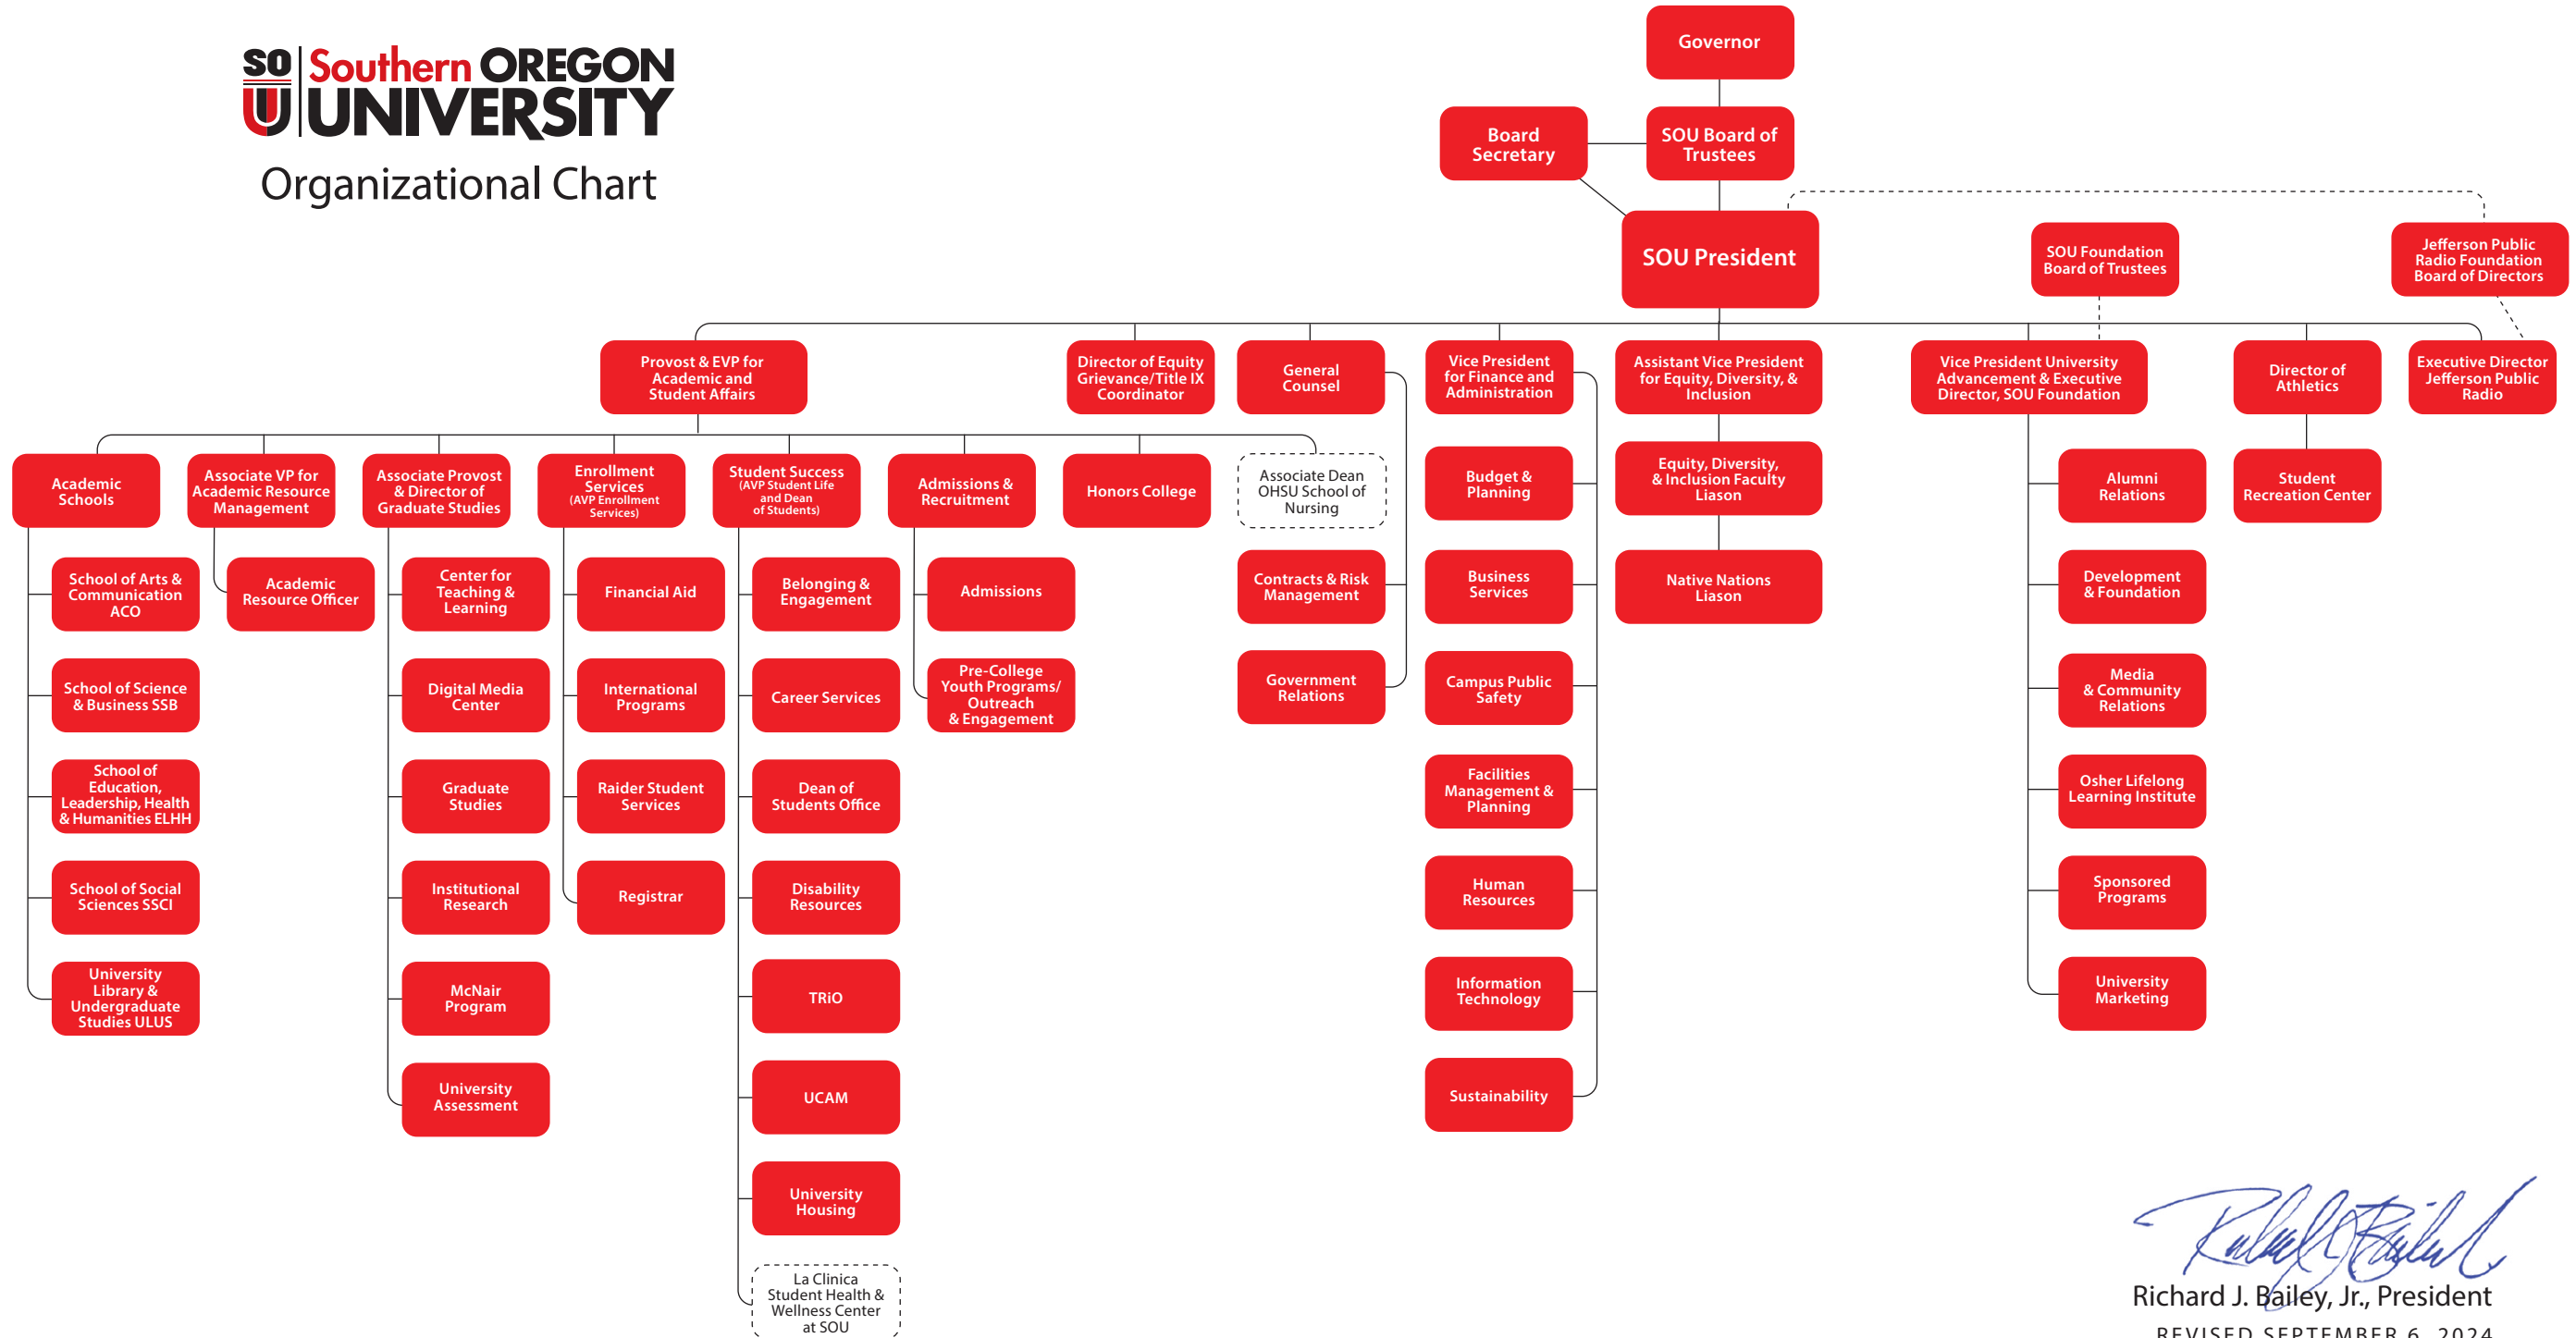 SO
U
Southern OREGON
UNIVERSITY
Organizational Chart
Governor
Board
Secretary
SOU Board of
Trustees
SOU President
SOU Foundation
Board of Trustees
Jefferson Public
Radio Foundation
Board of Directors
Provost & EVP for
Academic and
Student Affairs
Director of Equity
Grievance/Title IX
Coordinator
General
Counsel
Vice President
for Finance and
Administration
Assistant Vice President
for Equity, Diversity, &
Inclusion
Vice President University
Advancement & Executive
Director, SOU Foundation
Director of
Athletics
Executive Director
Jefferson Public
Radio
Academic
Schools
Associate VP for
Academic Resource
Management
Associate Provost
& Director of
Graduate Studies
Enrollment
Services
(AVP Enrollment
Services)
Student Success
(AVP Student Life
and Dean
of Students)
Admissions &
Recruitment
Honors College
Associate Dean
OHSU School of
Nursing
School of Arts &
Communication
ACO
School of Science
& Business SSB
School of
Education,
Leadership, Health
& Humanities ELHH
School of Social
Sciences SSCI
University
Library &
Undergraduate
Studies ULUS
Academic
Resource Officer
Center for
Teaching &
Learning
Digital Media
Center
Graduate
Studies
Institutional
Research
McNair
Program
University
Assessment
Financial Aid
International
Programs
Raider Student
Services
Registrar
Belonging &
Engagement
Career Services
Dean of
Students Office
Disability
Resources
TRiO
UCAM
University
Housing
La Clinica
Student Health &
Wellness Center
at SOU
Admissions
Pre-College
Youth Programs/
Outreach
& Engagement
Contracts & Risk
Management
Government
Relations
Budget &
Planning
Business
Services
Campus Public
Safety
Facilities
Management &
Planning
Human
Resources
Information
Technology
Sustainability
Equity, Diversity,
& Inclusion Faculty
Liason
Native Nations
Liason
Alumni
Relations
Development
& Foundation
Media
& Community
Relations
Osher Lifelong
Learning Institute
Sponsored
Programs
University
Marketing
Student
Recreation Center
Richard J. Bailey, Jr., President
REVISED SEPTEMBER 6, 2024